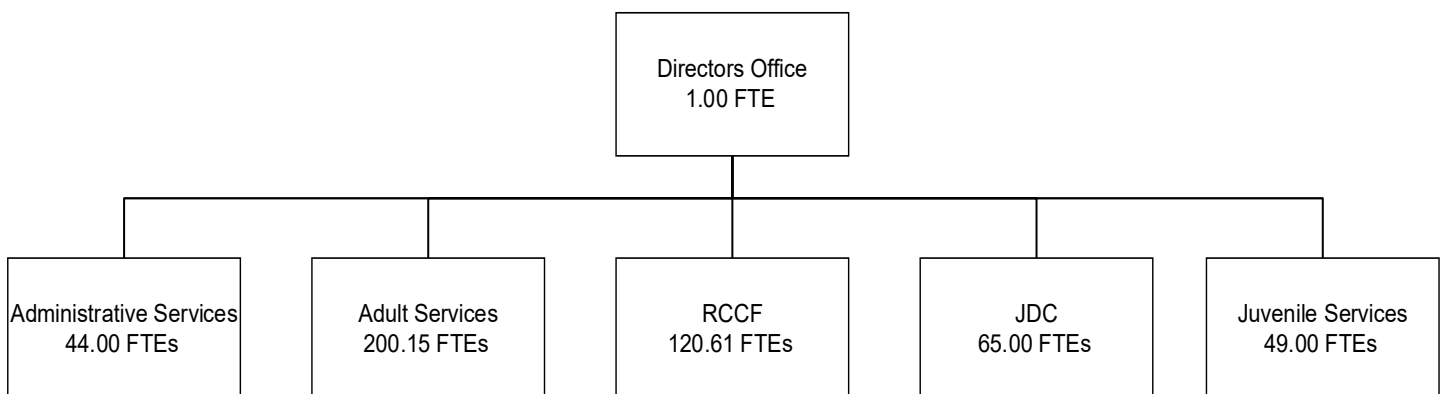 Directors Office
1.00 FTE
Administrative Services
44.00 FTEs
Adult Services
200.15 FTEs
RCCF
120.61 FTEs
JDC
65.00 FTEs
Juvenile Services
49.00 FTEs